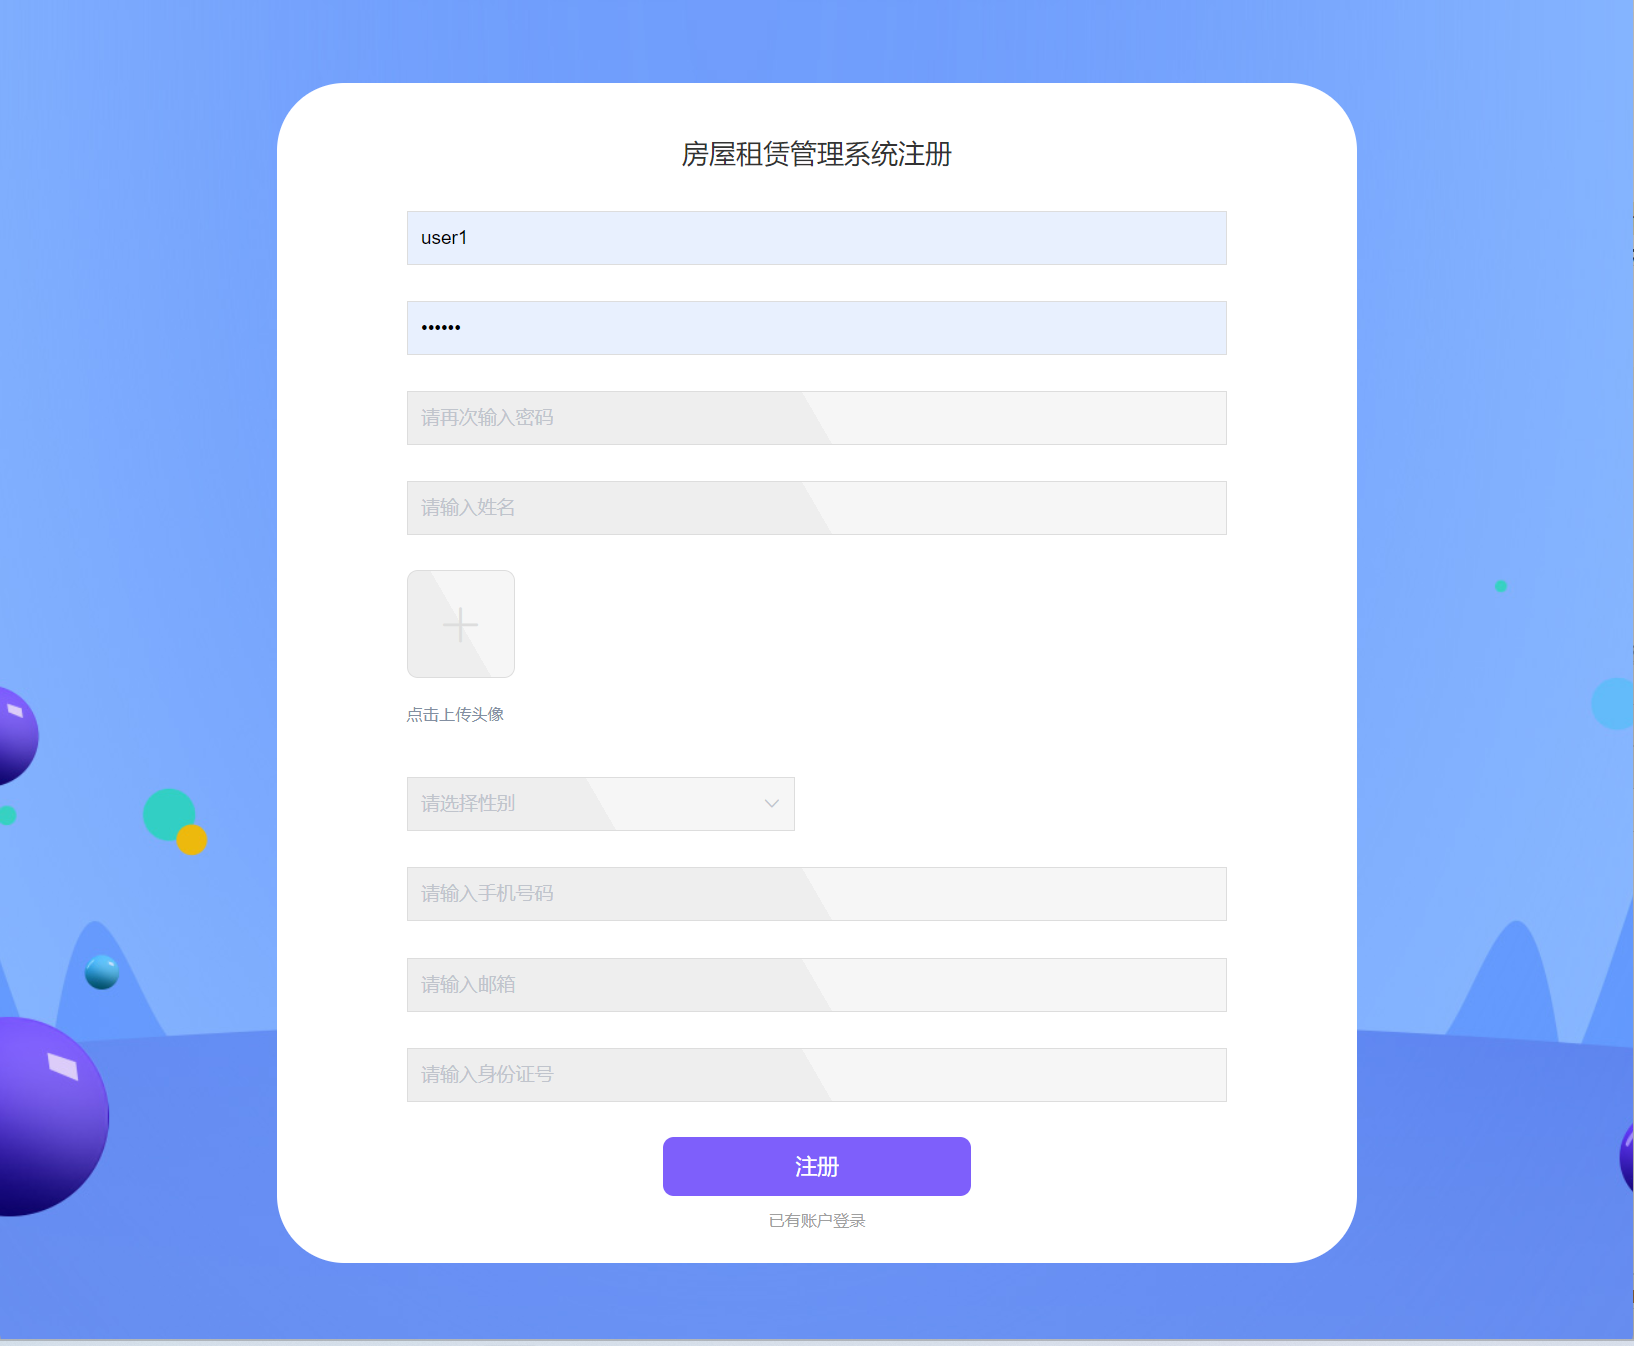 房屋租赁管理系统注册
user1
••••••
请再次输入密码
请输入姓名
点击上传头像
请选择性别
请输入手机号码
请输入邮箱
请输入身份证号
注册
已有账户登录